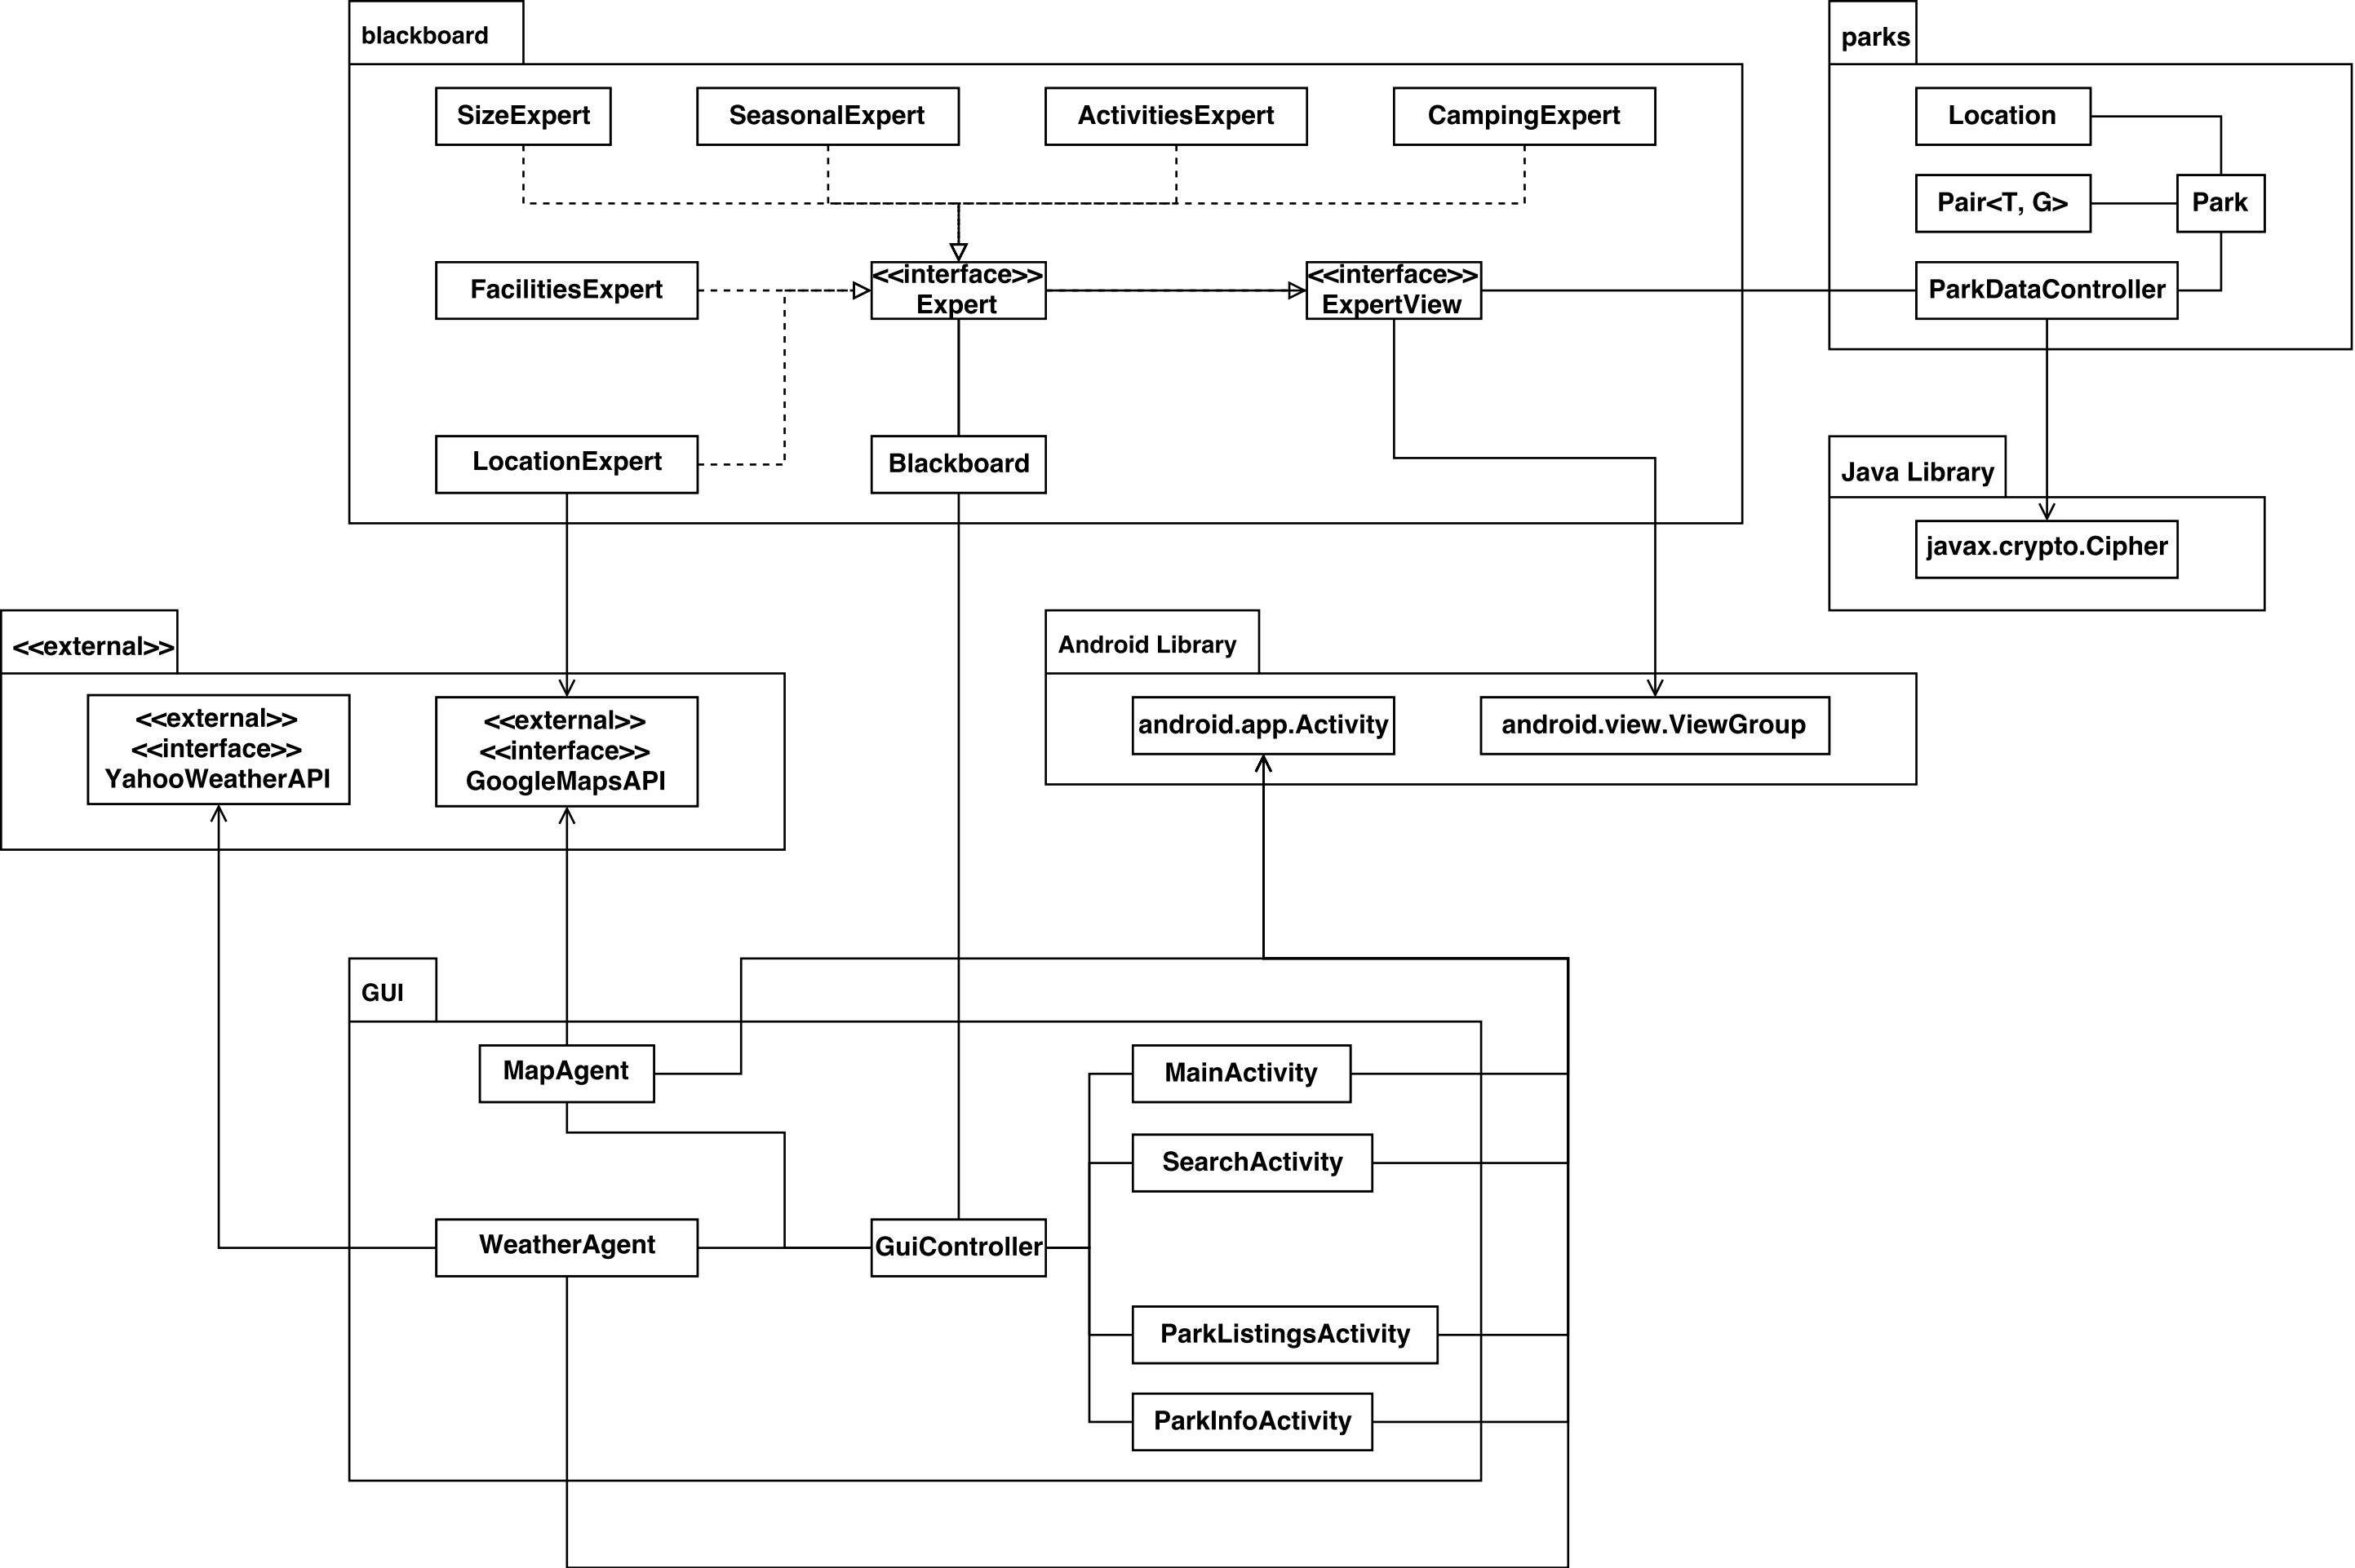 blackboard
parks
SizeExpert
SeasonalExpert
ActivitiesExpert
CampingExpert
Location
Pair<T, G>
Park
FacilitiesExpert
<<interface>>
Expert
<<interface>>
ExpertView
ParkDataController
LocationExpert
Blackboard
Java Library
javax.crypto.Cipher
<<external>>
Android Library
<<external>>
<<interface>>
YahooWeatherAPI
<<external>>
<<interface>>
GoogleMapsAPI
android.app.Activity
android.view.ViewGroup
GUI
MapAgent
MainActivity
SearchActivity
WeatherAgent
GuiController
ParkListingsActivity
ParkInfoActivity